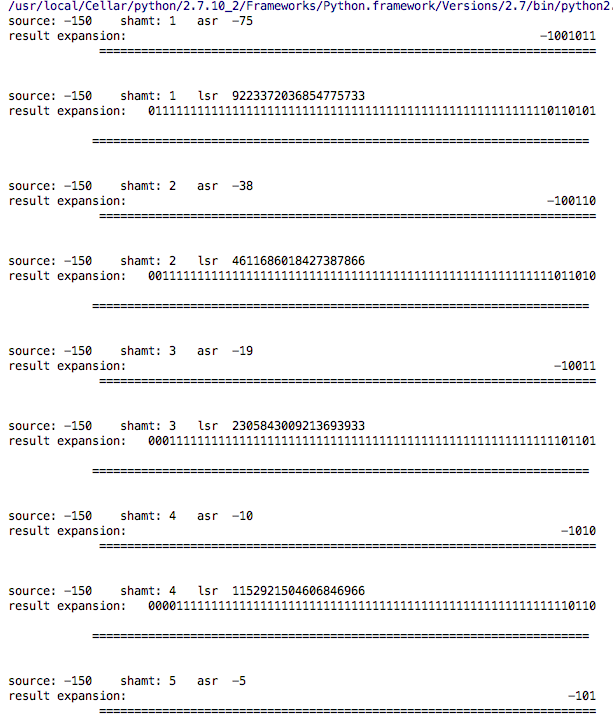 /usr/local/Cellar/python/2.7.10_2/Frameworks/Python.framework/Versions/2.7/bin/python2.
source: -150    shamt: 1   asr  -75
result expansion: -1001011
=======================================================================
source: -150    shamt: 1   lsr  9223372036854775733
result expansion:   0111111111111111111111111111111111111111111111111111111110110101
=======================================================================
source: -150    shamt: 2   asr  -38
result expansion: -100110
=======================================================================
source: -150    shamt: 2   lsr  4611686018427387866
result expansion:   0011111111111111111111111111111111111111111111111111111111011010
=======================================================================
source: -150    shamt: 3   asr  -19
result expansion: -10011
=======================================================================
source: -150    shamt: 3   lsr  2305843009213693933
result expansion:   0001111111111111111111111111111111111111111111111111111111101101
=======================================================================
source: -150    shamt: 4   asr  -10
result expansion: -1010
=======================================================================
source: -150    shamt: 4   lsr  1152921504606846966
result expansion:   0000111111111111111111111111111111111111111111111111111111110110
=======================================================================
source: -150    shamt: 5   asr  -5
result expansion: -101
=======================================================================